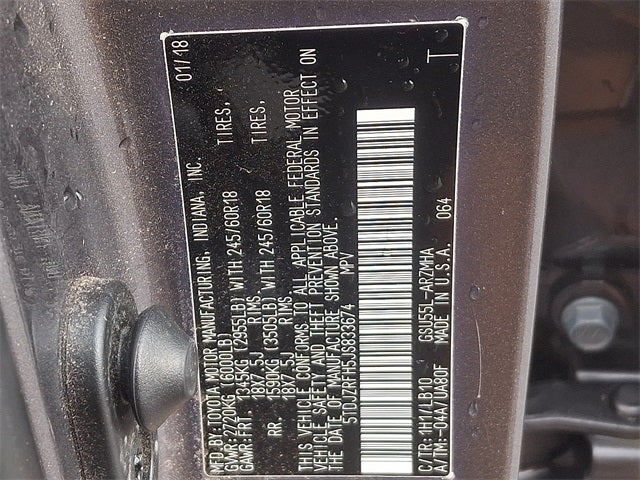 MFD.BY:TOYOTA MOTOR MANUFACTURING, INDIANA, INC. 01/18
GVWR:2720KG (6000LB)
GAWR:FRT. 1345KG (2955LB) WITH 245/60R18 TIRES,
18X7.5J RIMS
RR. 1590KG (3505LB) WITH 245/60R18 TIRES,
18X7.5J RIMS
THIS VEHICLE CONFORMS TO ALL APPLICABLE FEDERAL MOTOR
VEHICLE SAFETY AND THEFT PREVENTION STANDARDS IN EFFECT ON
THE DATE OF MANUFACTURE SHOWN ABOVE.
5TDJZRFH5JS833674 MPV
T
064
C/TR:1H1/LB10 GSU55L-ARZMHA
A/TM:-04A/UA80F MADE IN U.S.A.